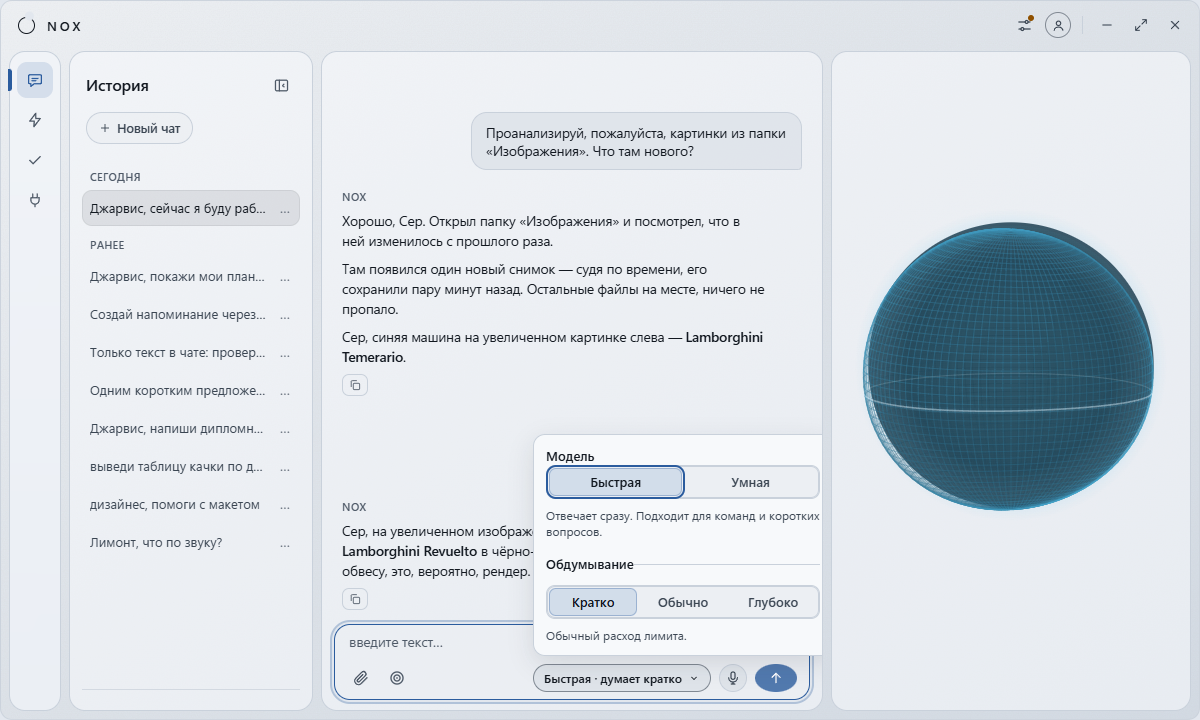 NOX
История
Новый чат
СЕГОДНЯ
Джарвис, сейчас я буду раб... ...
РАНЕЕ
Джарвис, покажи мои план... ...
Создай напоминание через... ...
Только текст в чате: провер... ...
Одним коротким предложе... ...
Джарвис, напиши дипломн... ...
выведи таблицу качки по д... ...
дизайнес, помоги с макетом ...
Лимонт, что по звуку? ...
Проанализируй, пожалуйста, картинки из папки
«Изображения». Что там нового?
NOX
Хорошо, Сер. Открыл папку «Изображения» и посмотрел, что в
ней изменилось с прошлого раза.
Там появился один новый снимок — судя по времени, его
сохранили пару минут назад. Остальные файлы на месте, ничего не
пропало.
Сер, синяя машина на увеличенном картинке слева — Lamborghini
Temerario.
NOX
Сер, на увеличенном изображ
Lamborghini Revuelto в чёрно-
обвесу, это, вероятно, рендер.
Модель
Быстрая Умная
Отвечает сразу. Подходит для команд и коротких
вопросов.
Обдумывание
Кратко Обычно Глубоко
Обычный расход лимита.
введите текст...
Быстрая · думает кратко